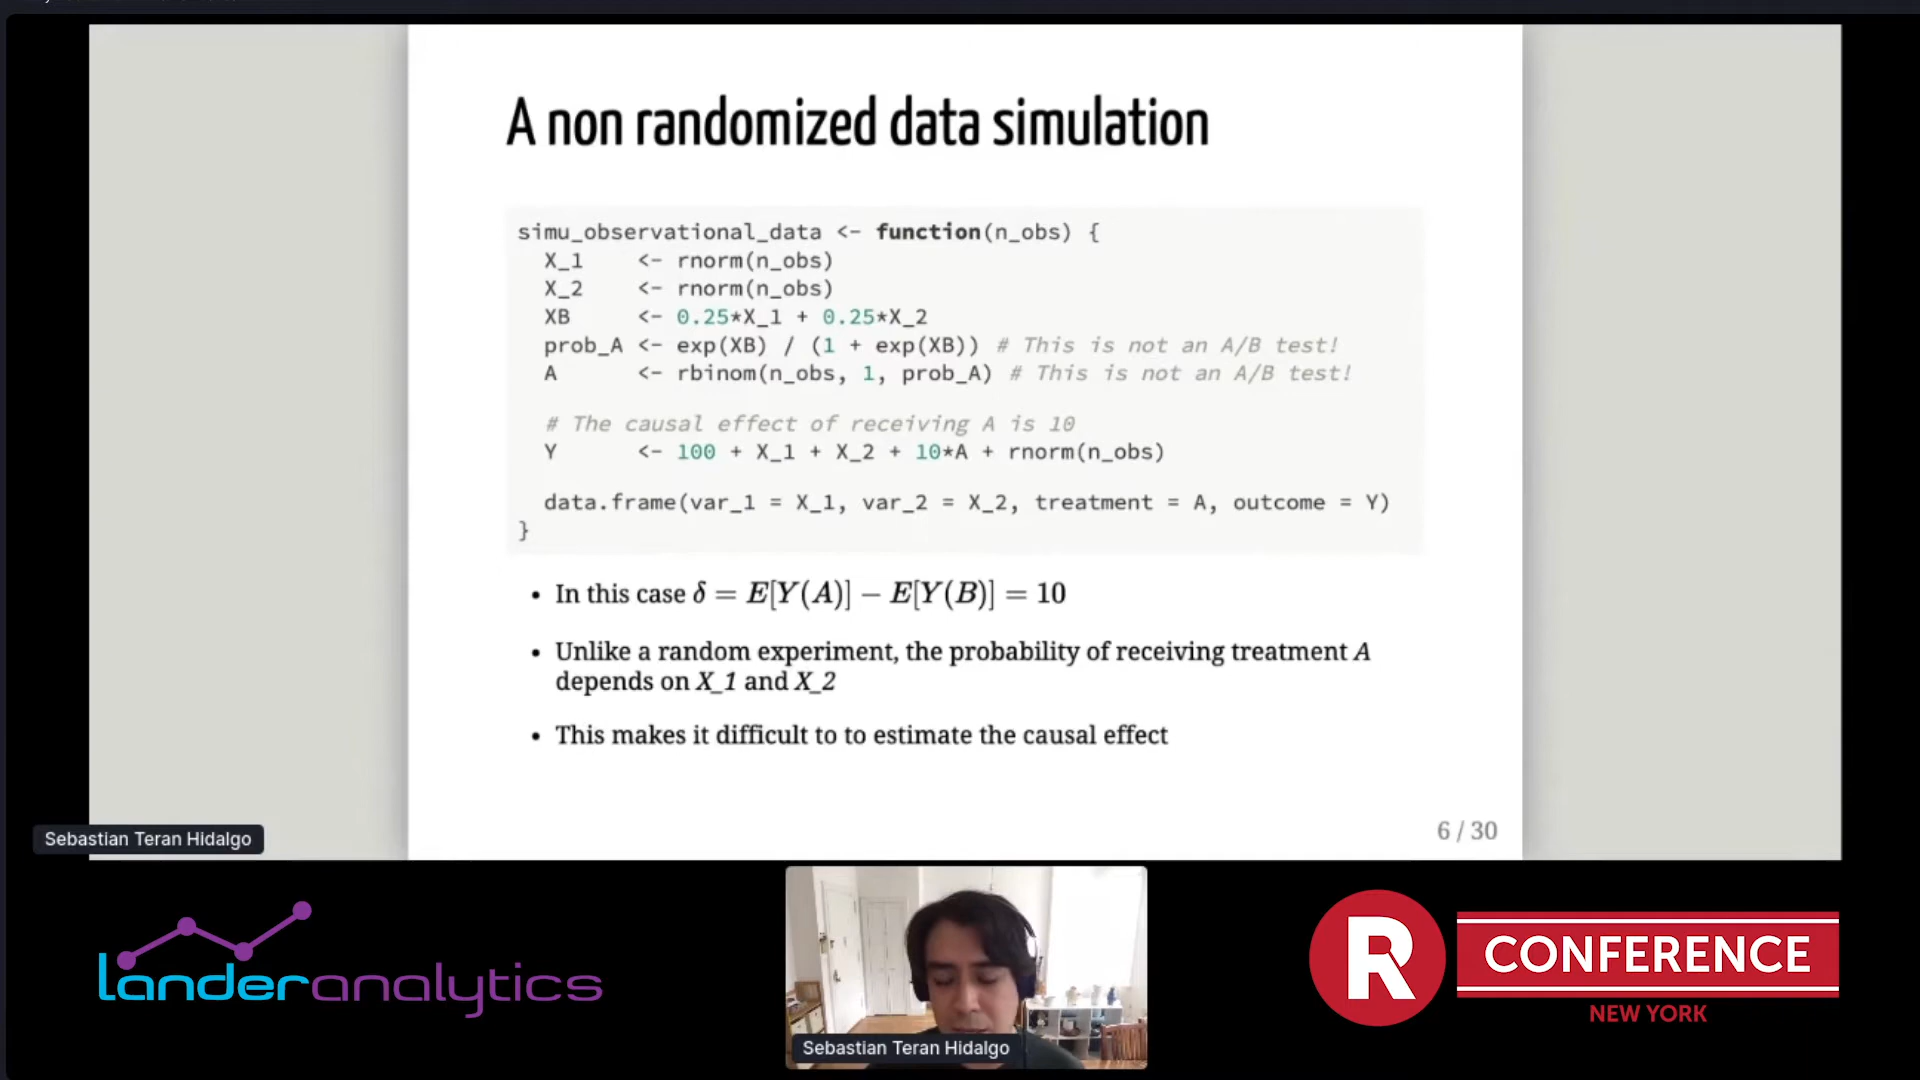 A non randomized data simulation
simu_observational_data <- function(n_obs) {
X_1 <- rnorm(n_obs)
X_2 <- rnorm(n_obs)
XB <- 0.25*X_1 + 0.25*X_2
prob_A <- exp(XB) / (1 + exp(XB)) # This is not an A/B test!
A <- rbinom(n_obs, 1, prob_A) # This is not an A/B test!
# The causal effect of receiving A is 10
Y <- 100 + X_1 + X_2 + 10*A + rnorm(n_obs)
data.frame(var_1 = X_1, var_2 = X_2, treatment = A, outcome = Y)
}
• In this case δ = E[Y(A)] − E[Y(B)] = 10
• Unlike a random experiment, the probability of receiving treatment A
depends on X_1 and X_2
• This makes it difficult to to estimate the causal effect
6 / 30
Sebastian Teran Hidalgo
landeranalytics
Sebastian Teran Hidalgo
R CONFERENCE
NEW YORK